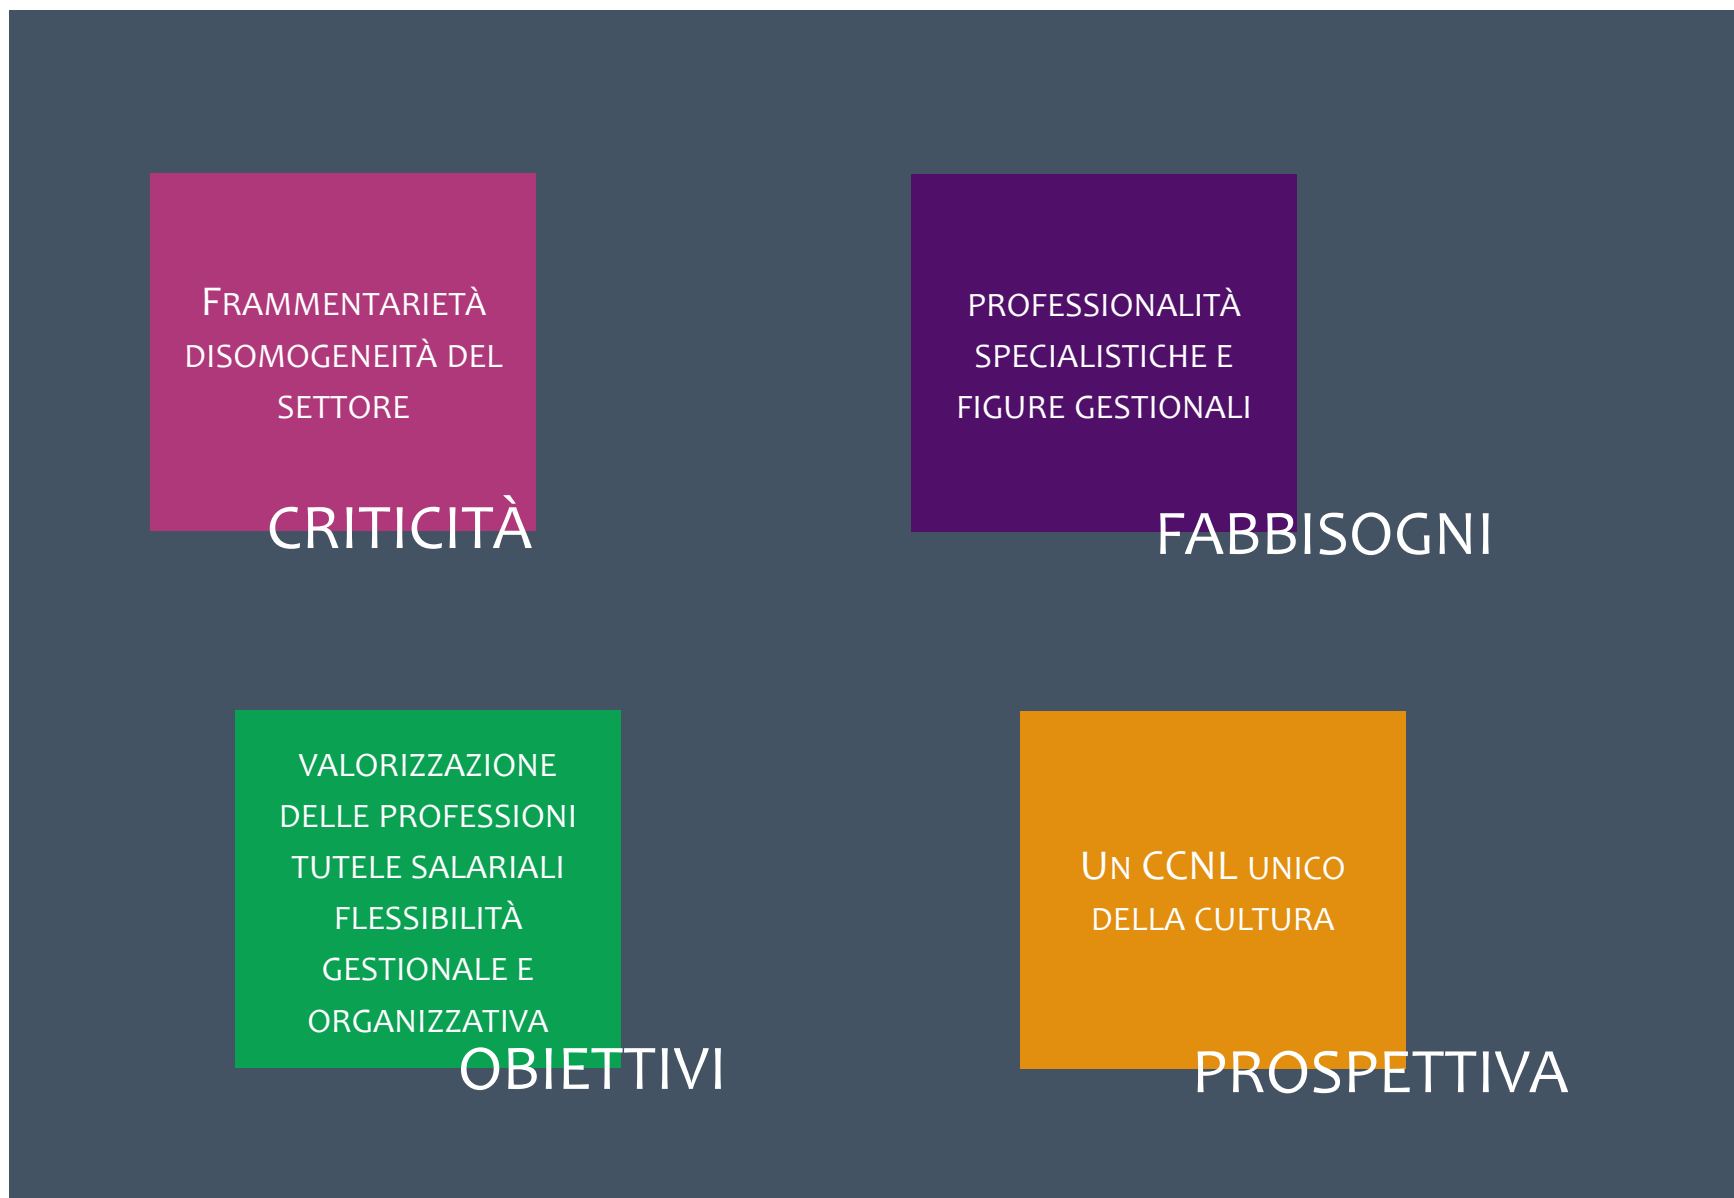 Frammentarietà
disomogeneità del
settore
CRITICITÀ
professionalità
specialistiche e
figure gestionali
FABBISOGNI
valorizzazione
delle professioni
tutele salariali
flessibilità
gestionale e
organizzativa
OBIETTIVI
Un CCNL unico
della cultura
PROSPETTIVA